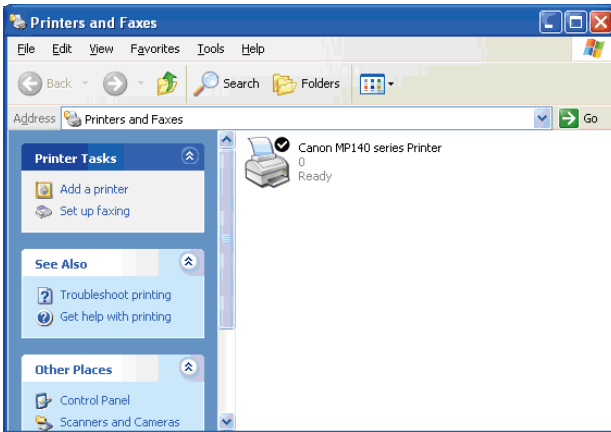 Printers and Faxes
File Edit View Favorites Tools Help
Back Search Folders
Address Printers and Faxes Go
Printer Tasks
Add a printer
Set up faxing
See Also
Troubleshoot printing
Get help with printing
Other Places
Control Panel
Scanners and Cameras
Canon MP140 series Printer
0
Ready